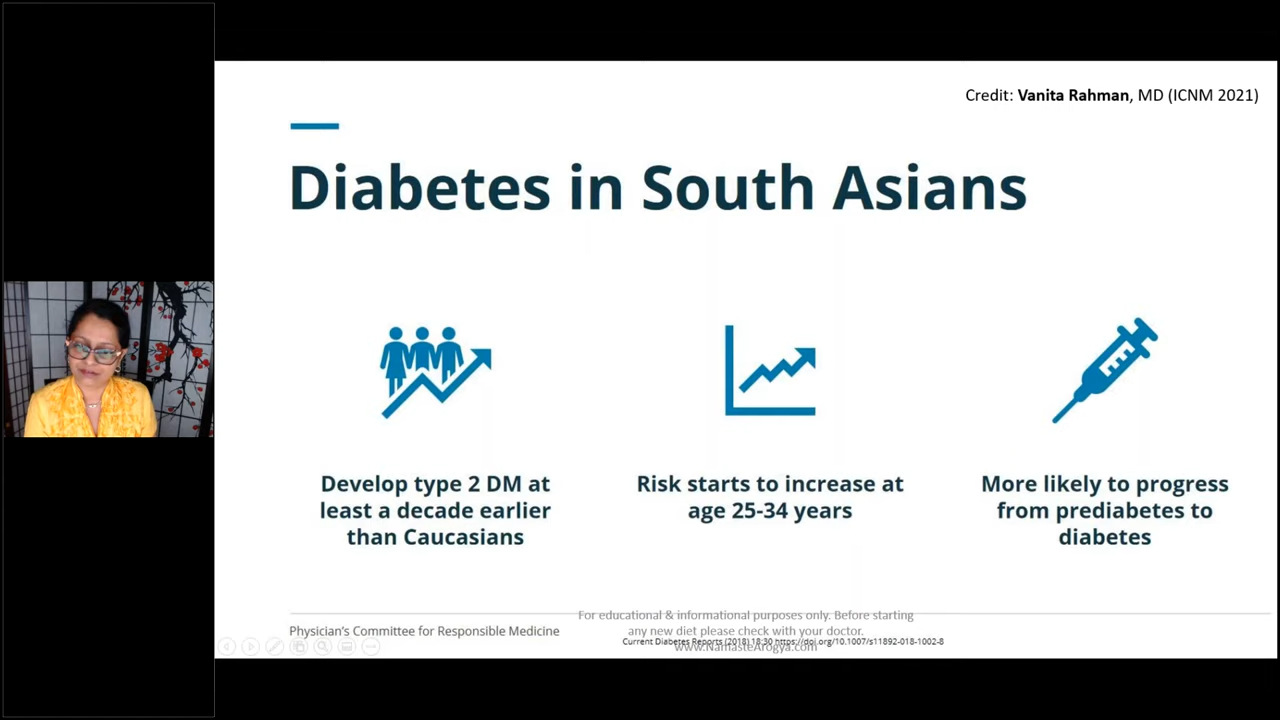 Credit: Vanita Rahman, MD (ICNM 2021)
Diabetes in South Asians
Develop type 2 DM at
least a decade earlier
than Caucasians
Risk starts to increase at
age 25-34 years
More likely to progress
from prediabetes to
diabetes
For educational & informational purposes only. Before starting
any new diet please check with your doctor.
www.NamasteArogya.com
Physician's Committee for Responsible Medicine
Current Diabetes Reports (2018) 18:30 https://doi.org/10.1007/s11892-018-1002-8